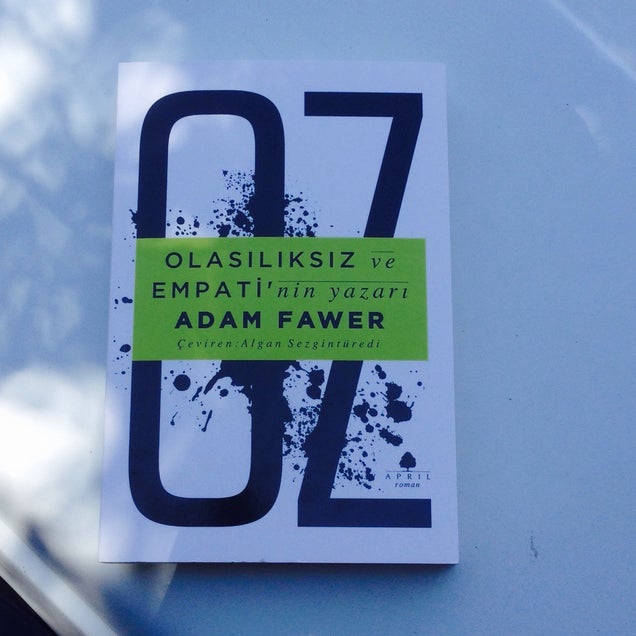 OZ
OLASILIKSIZ ve
EMPATİ'nin yazarı
ADAM FAWER
Çeviren:Algan Sezgintüredi
APRIL
roman